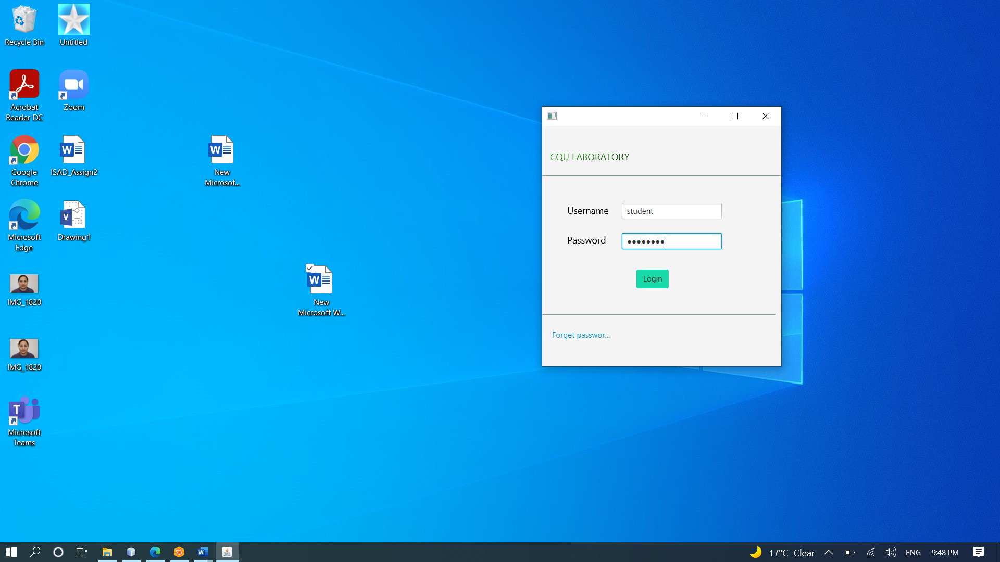 Recycle Bin
Untitled
Acrobat
Reader DC
Zoom
Google
Chrome
ISAD_Assign2
New
Microsof...
Microsoft
Edge
Drawing1
IMG_1820
New
Microsoft W...
IMG_1820
Microsoft
Teams
CQU LABORATORY
Username
student
Password
Login
Forget passwor...
17°C Clear
ENG
9:48 PM